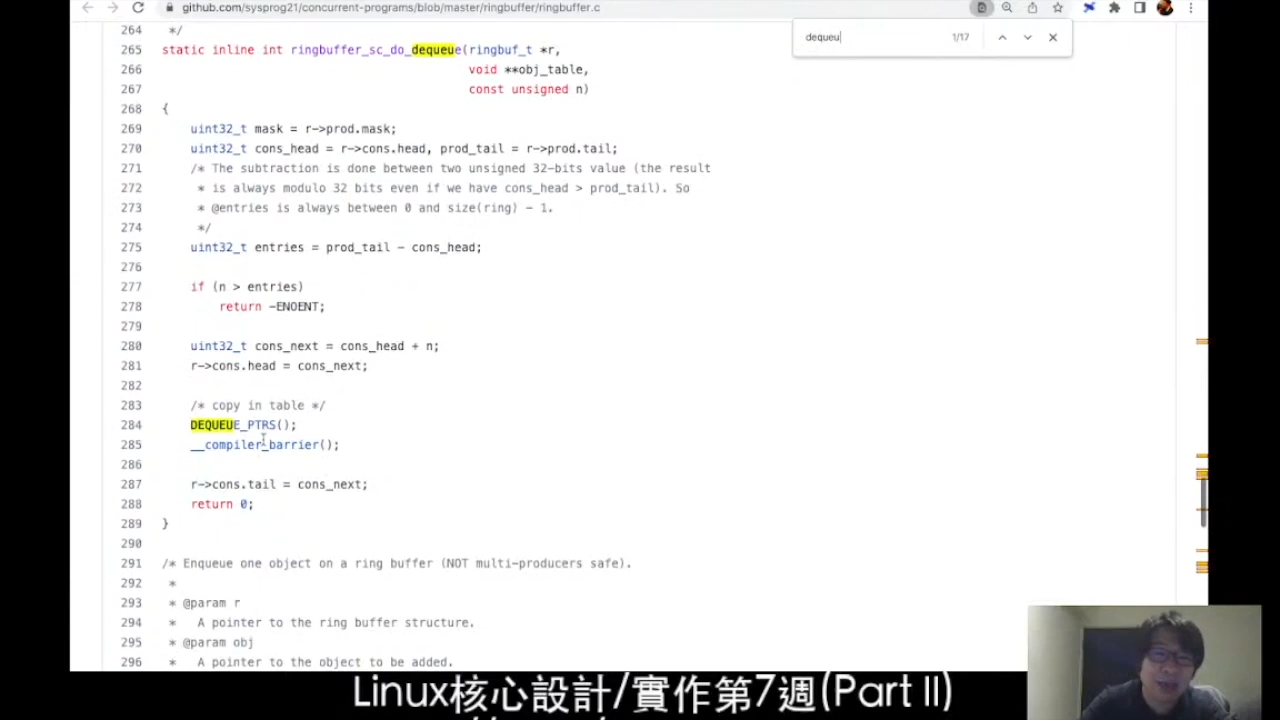 github.com/sysprog21/concurrent-programs/blob/master/ringbuffer/ringbuffer.c
dequeu 1/17
264 */
265 static inline int ringbuffer_sc_do_dequeue(ringbuf_t *r,
266 void **obj_table,
267 const unsigned n)
268 {
269 uint32_t mask = r->prod.mask;
270 uint32_t cons_head = r->cons.head, prod_tail = r->prod.tail;
271 /* The subtraction is done between two unsigned 32-bits value (the result
272 * is always modulo 32 bits even if we have cons_head > prod_tail). So
273 * @entries is always between 0 and size(ring) - 1.
274 */
275 uint32_t entries = prod_tail - cons_head;
276
277 if (n > entries)
278 return -ENOENT;
279
280 uint32_t cons_next = cons_head + n;
281 r->cons.head = cons_next;
282
283 /* copy in table */
284 DEQUEUE_PTRS();
285 __compiler_barrier();
286
287 r->cons.tail = cons_next;
288 return 0;
289 }
290
291 /* Enqueue one object on a ring buffer (NOT multi-producers safe).
292 *
293 * @param r
294 * A pointer to the ring buffer structure.
295 * @param obj
296 * A pointer to the object to be added.
Linux核心設計/實作第7週(Part II)